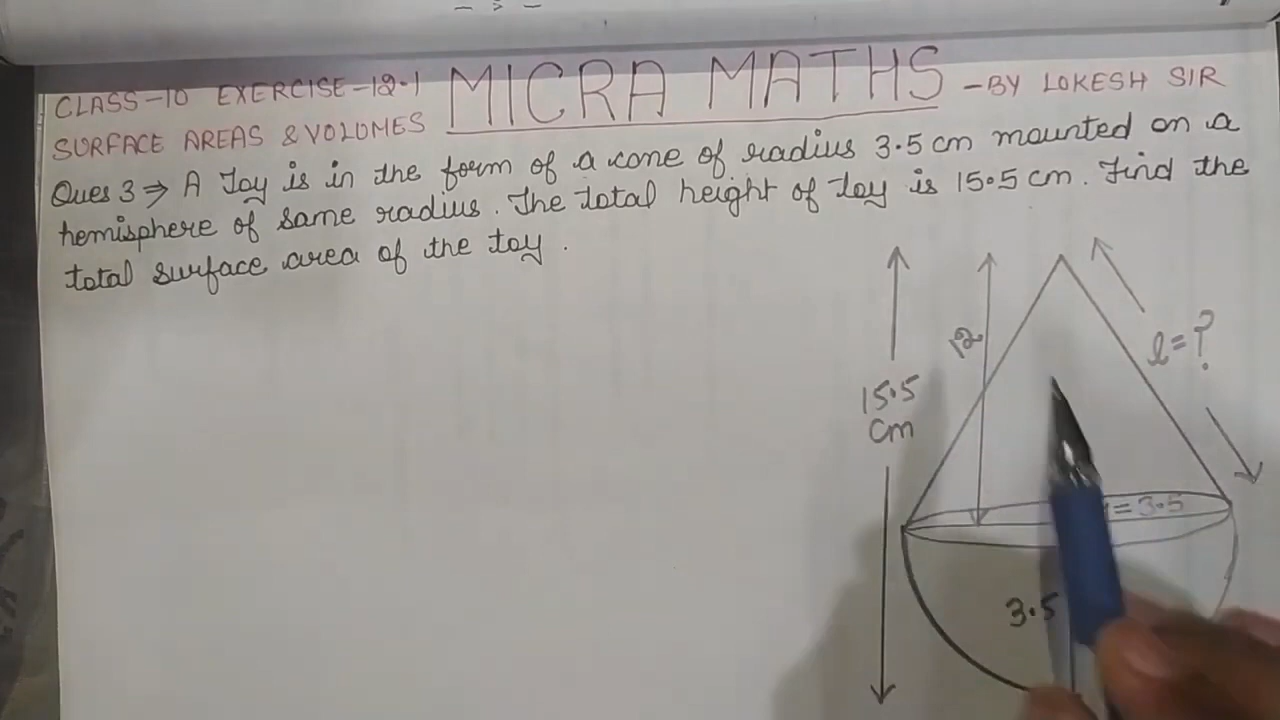 CLASS-10 EXERCISE-12.1 MICRA MATHS -BY LOKESH SIR
SURFACE AREAS & VOLUMES
Ques 3 ⇒ A Toy is in the form of a cone of radius 3.5 cm mounted on a
hemisphere of same radius. The total height of toy is 15.5 cm. Find the
total surface area of the toy.
12
l = ?
15.5
cm
= 3.5
3.5